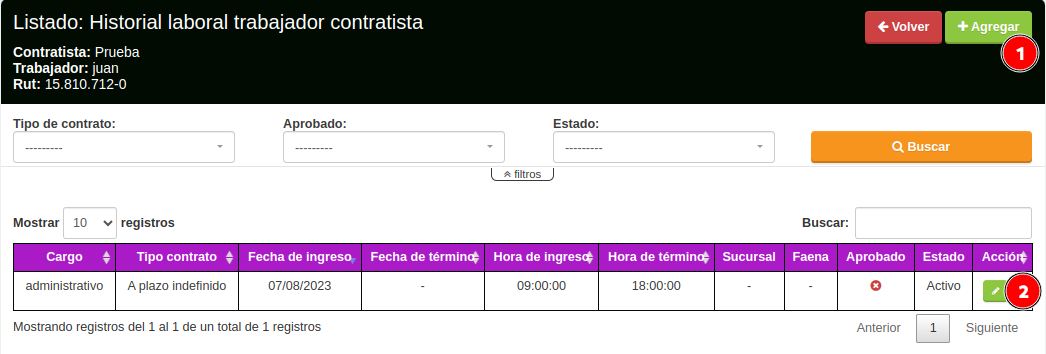 Listado: Historial laboral trabajador contratista
Volver
Agregar
1
Contratista: Prueba
Trabajador: juan
Rut: 15.810.712-0
Tipo de contrato: Aprobado: Estado:
--------- --------- --------- Buscar
filtros
Mostrar 10 registros Buscar:
Cargo Tipo contrato Fecha de ingreso Fecha de término Hora de ingreso Hora de término Sucursal Faena Aprobado Estado Acción
administrativo A plazo indefinido 07/08/2023 - 09:00:00 18:00:00 - - Activo 2
Mostrando registros del 1 al 1 de un total de 1 registros Anterior 1 Siguiente